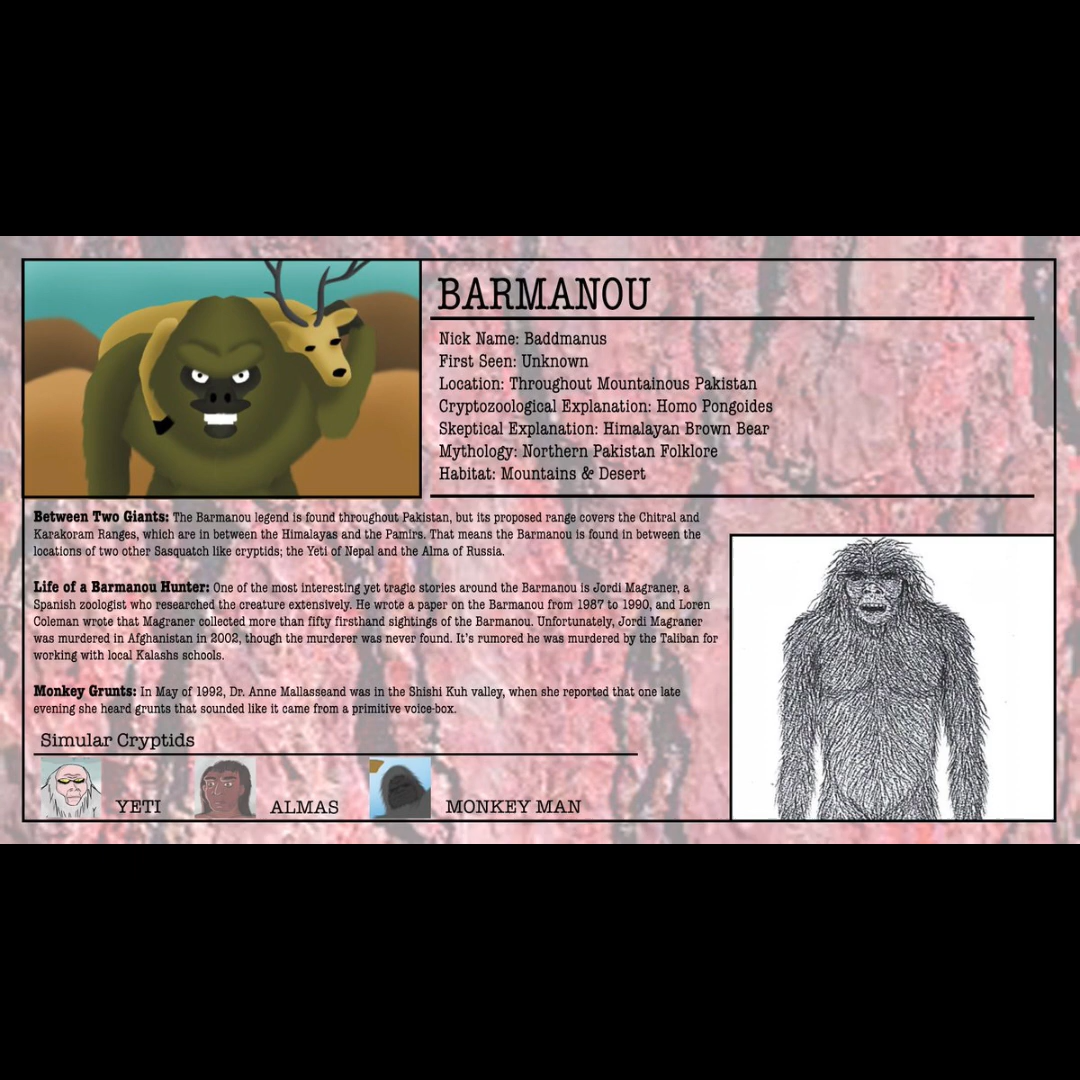 BARMANOU
Nick Name: Baddmanus
First Seen: Unknown
Location: Throughout Mountainous Pakistan
Cryptozoological Explanation: Homo Pongoides
Skeptical Explanation: Himalayan Brown Bear
Mythology: Northern Pakistan Folklore
Habitat: Mountains & Desert
Between Two Giants: The Barmanou legend is found throughout Pakistan, but its proposed range covers the Chitral and
Karakoram Ranges, which are in between the Himalayas and the Pamirs. That means the Barmanou is found in between the
locations of two other Sasquatch like cryptids; the Yeti of Nepal and the Alma of Russia.
Life of a Barmanou Hunter: One of the most interesting yet tragic stories around the Barmanou is Jordi Magraner, a
Spanish zoologist who researched the creature extensively. He wrote a paper on the Barmanou from 1987 to 1990, and Loren
Coleman wrote that Magraner collected more than fifty firsthand sightings of the Barmanou. Unfortunately, Jordi Magraner
was murdered in Afghanistan in 2002, though the murderer was never found. It's rumored he was murdered by the Taliban for
working with local Kalashs schools.
Monkey Grunts: In May of 1992, Dr. Anne Mallasseand was in the Shishi Kuh valley, when she reported that one late
evening she heard grunts that sounded like it came from a primitive voice-box.
Simular Cryptids
YETI
ALMAS
MONKEY MAN